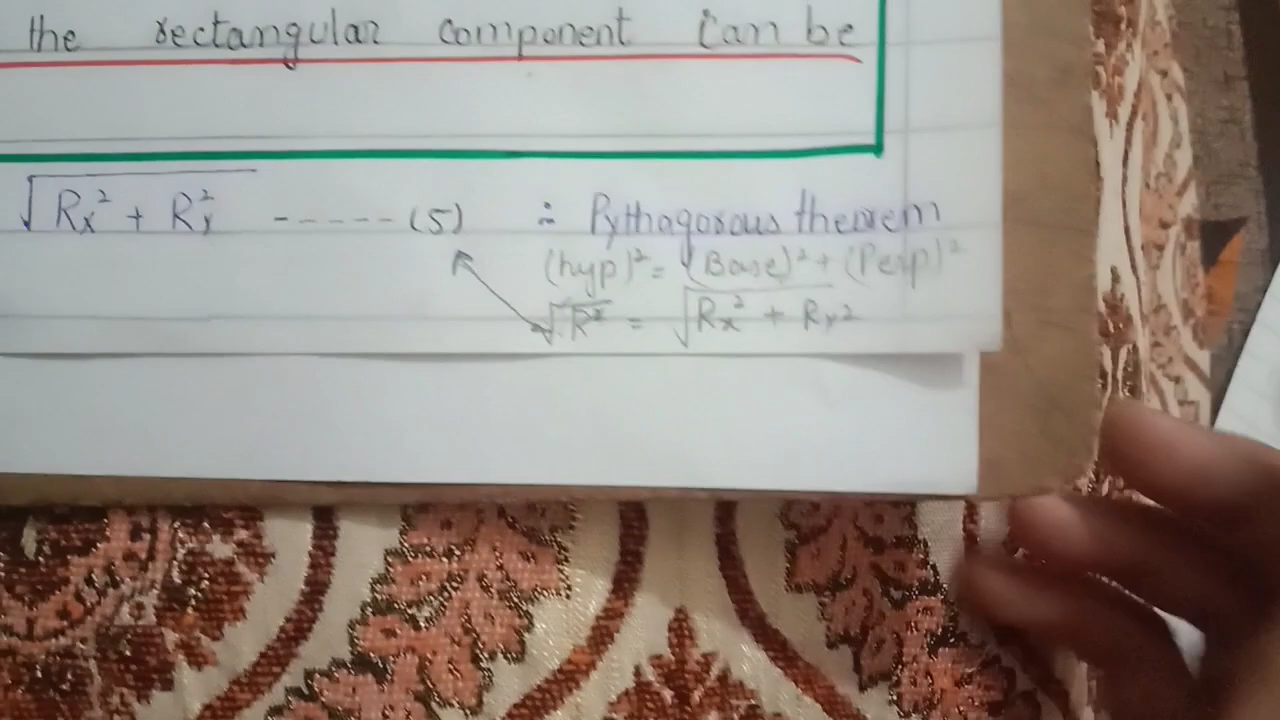 the rectangular component can be
√Rx² + Ry² ----- (5) ∴ Pythagorous theorem
(hyp)² = (Base)² + (Perp)²
√R² = √Rx² + Ry²